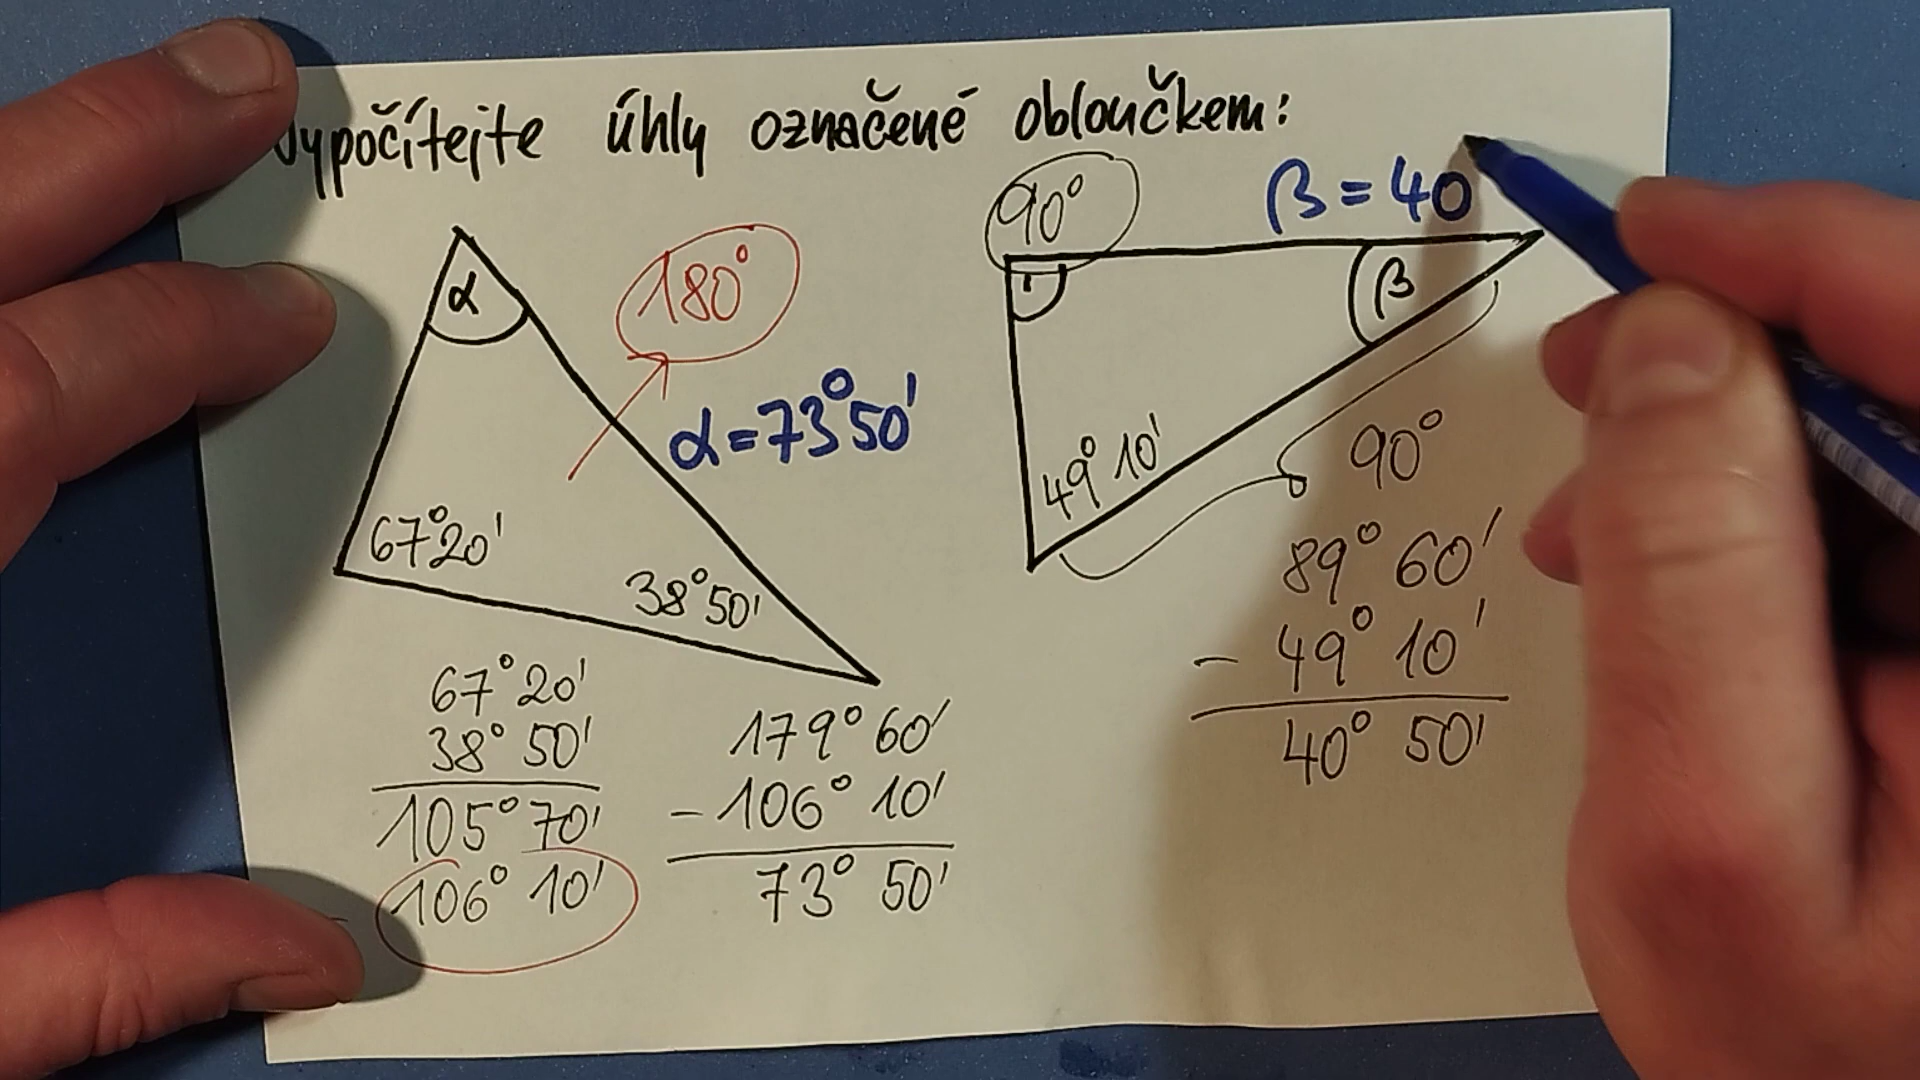 Vypočítejte úhly označené obloučkem:
90°
β = 40
α
180°
β
α = 73°50'
49° 10'
90°
67°20'
38°50'
89° 60'
- 49° 10'
40° 50'
67°20'
38° 50'
105° 70'
106° 10'
179° 60'
- 106° 10'
73° 50'